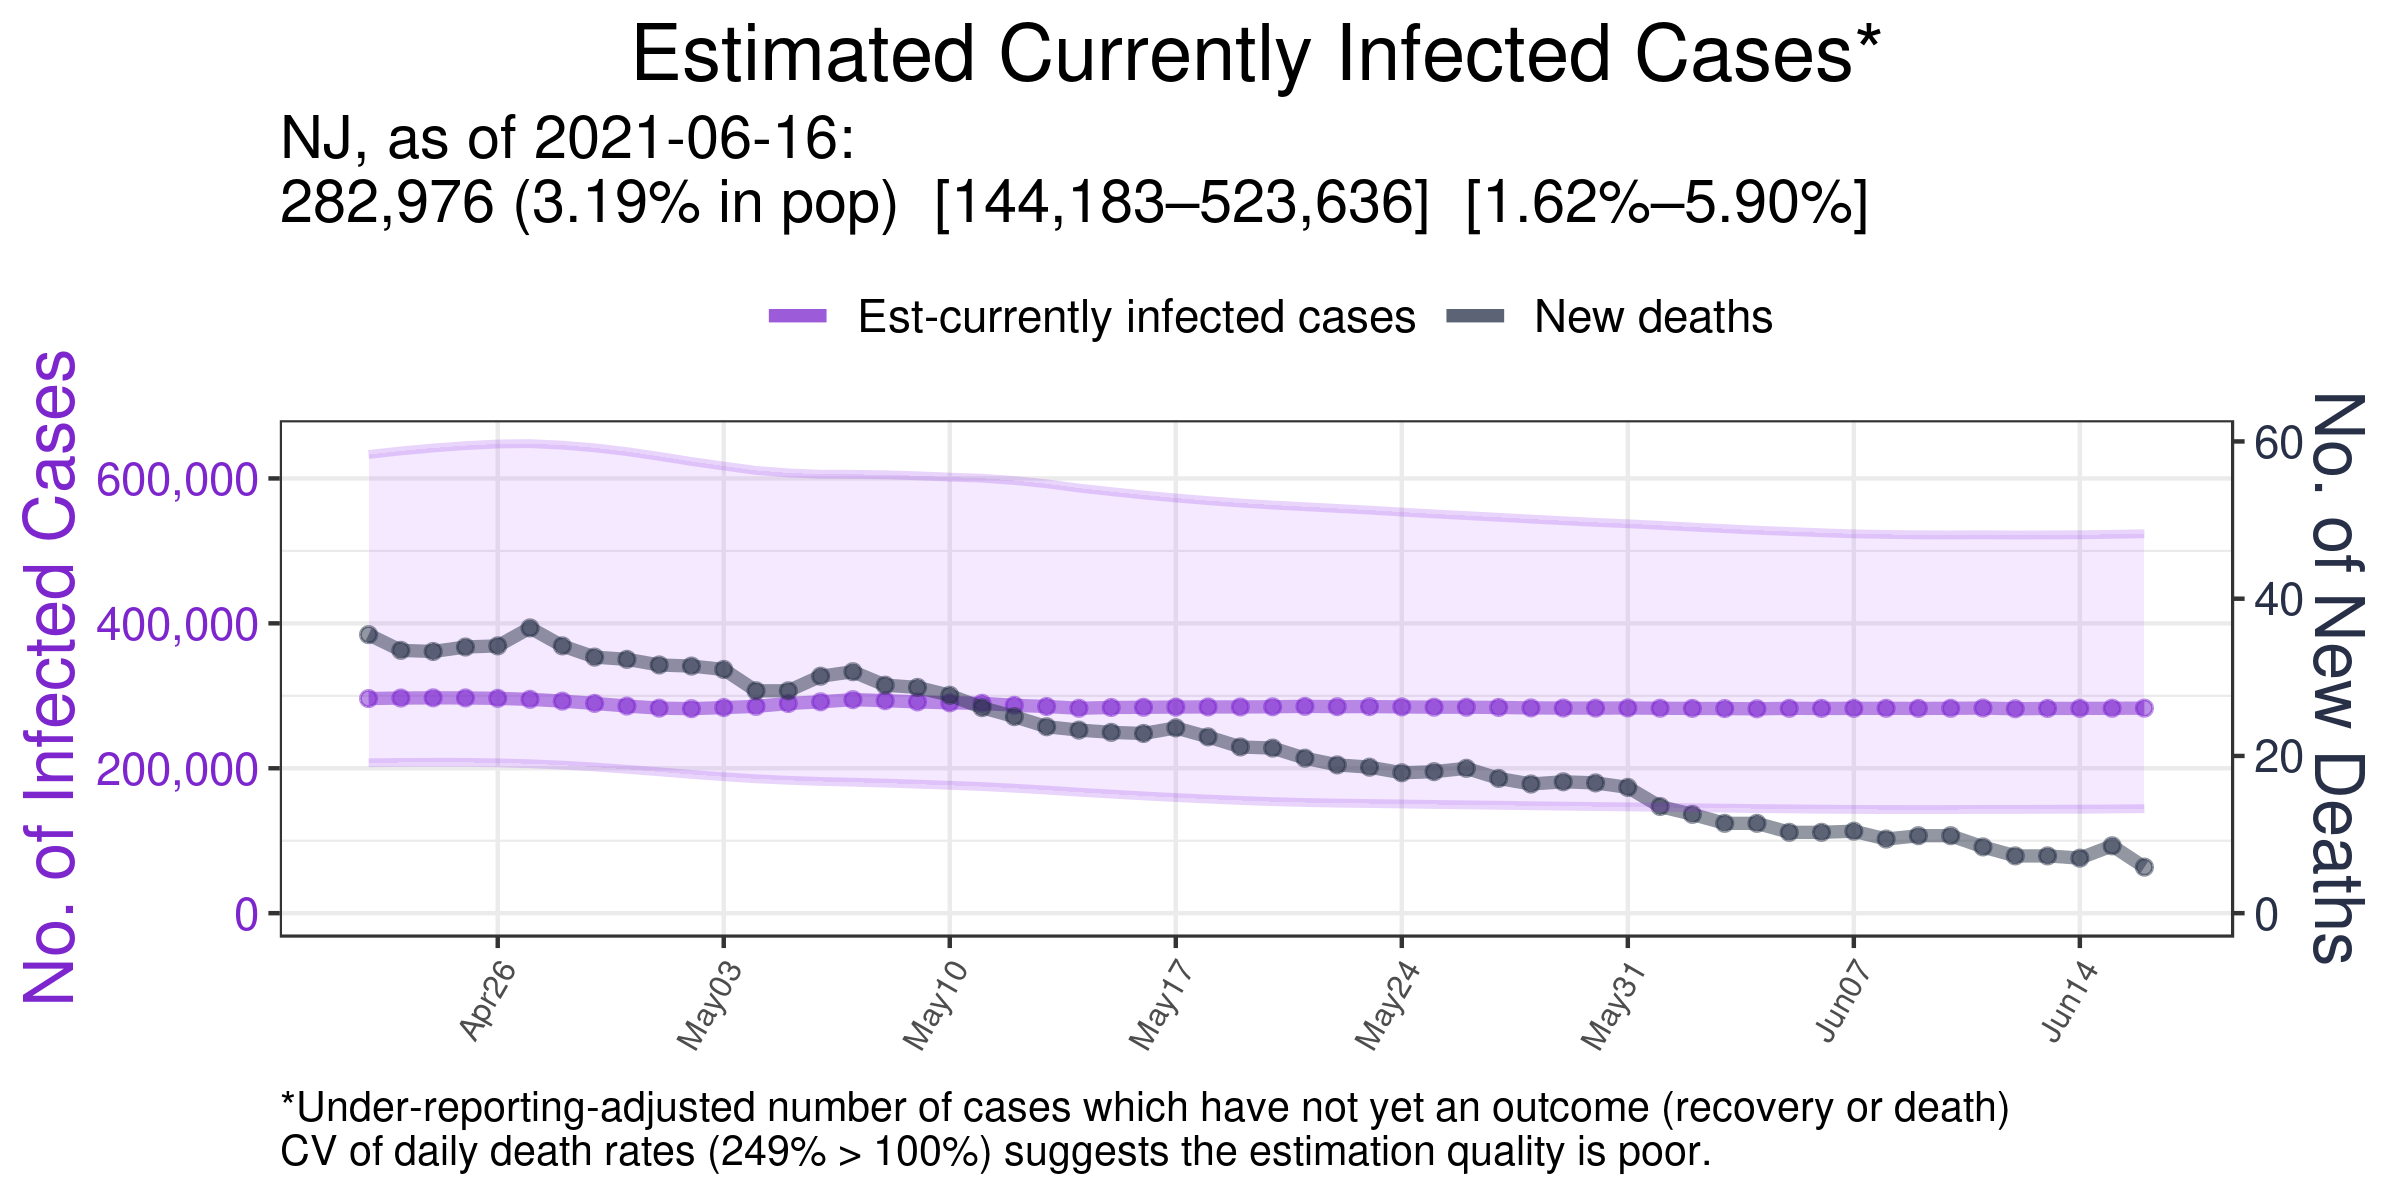 Estimated Currently Infected Cases*
NJ, as of 2021-06-16:
282,976 (3.19% in pop)  [144,183–523,636]  [1.62%–5.90%]
Est-currently infected cases
New deaths
No. of Infected Cases
600,000
400,000
200,000
0
60
40
20
0
No. of New Deaths
Apr26
May03
May10
May17
May24
May31
Jun07
Jun14
*Under-reporting-adjusted number of cases which have not yet an outcome (recovery or death)
CV of daily death rates (249% > 100%) suggests the estimation quality is poor.